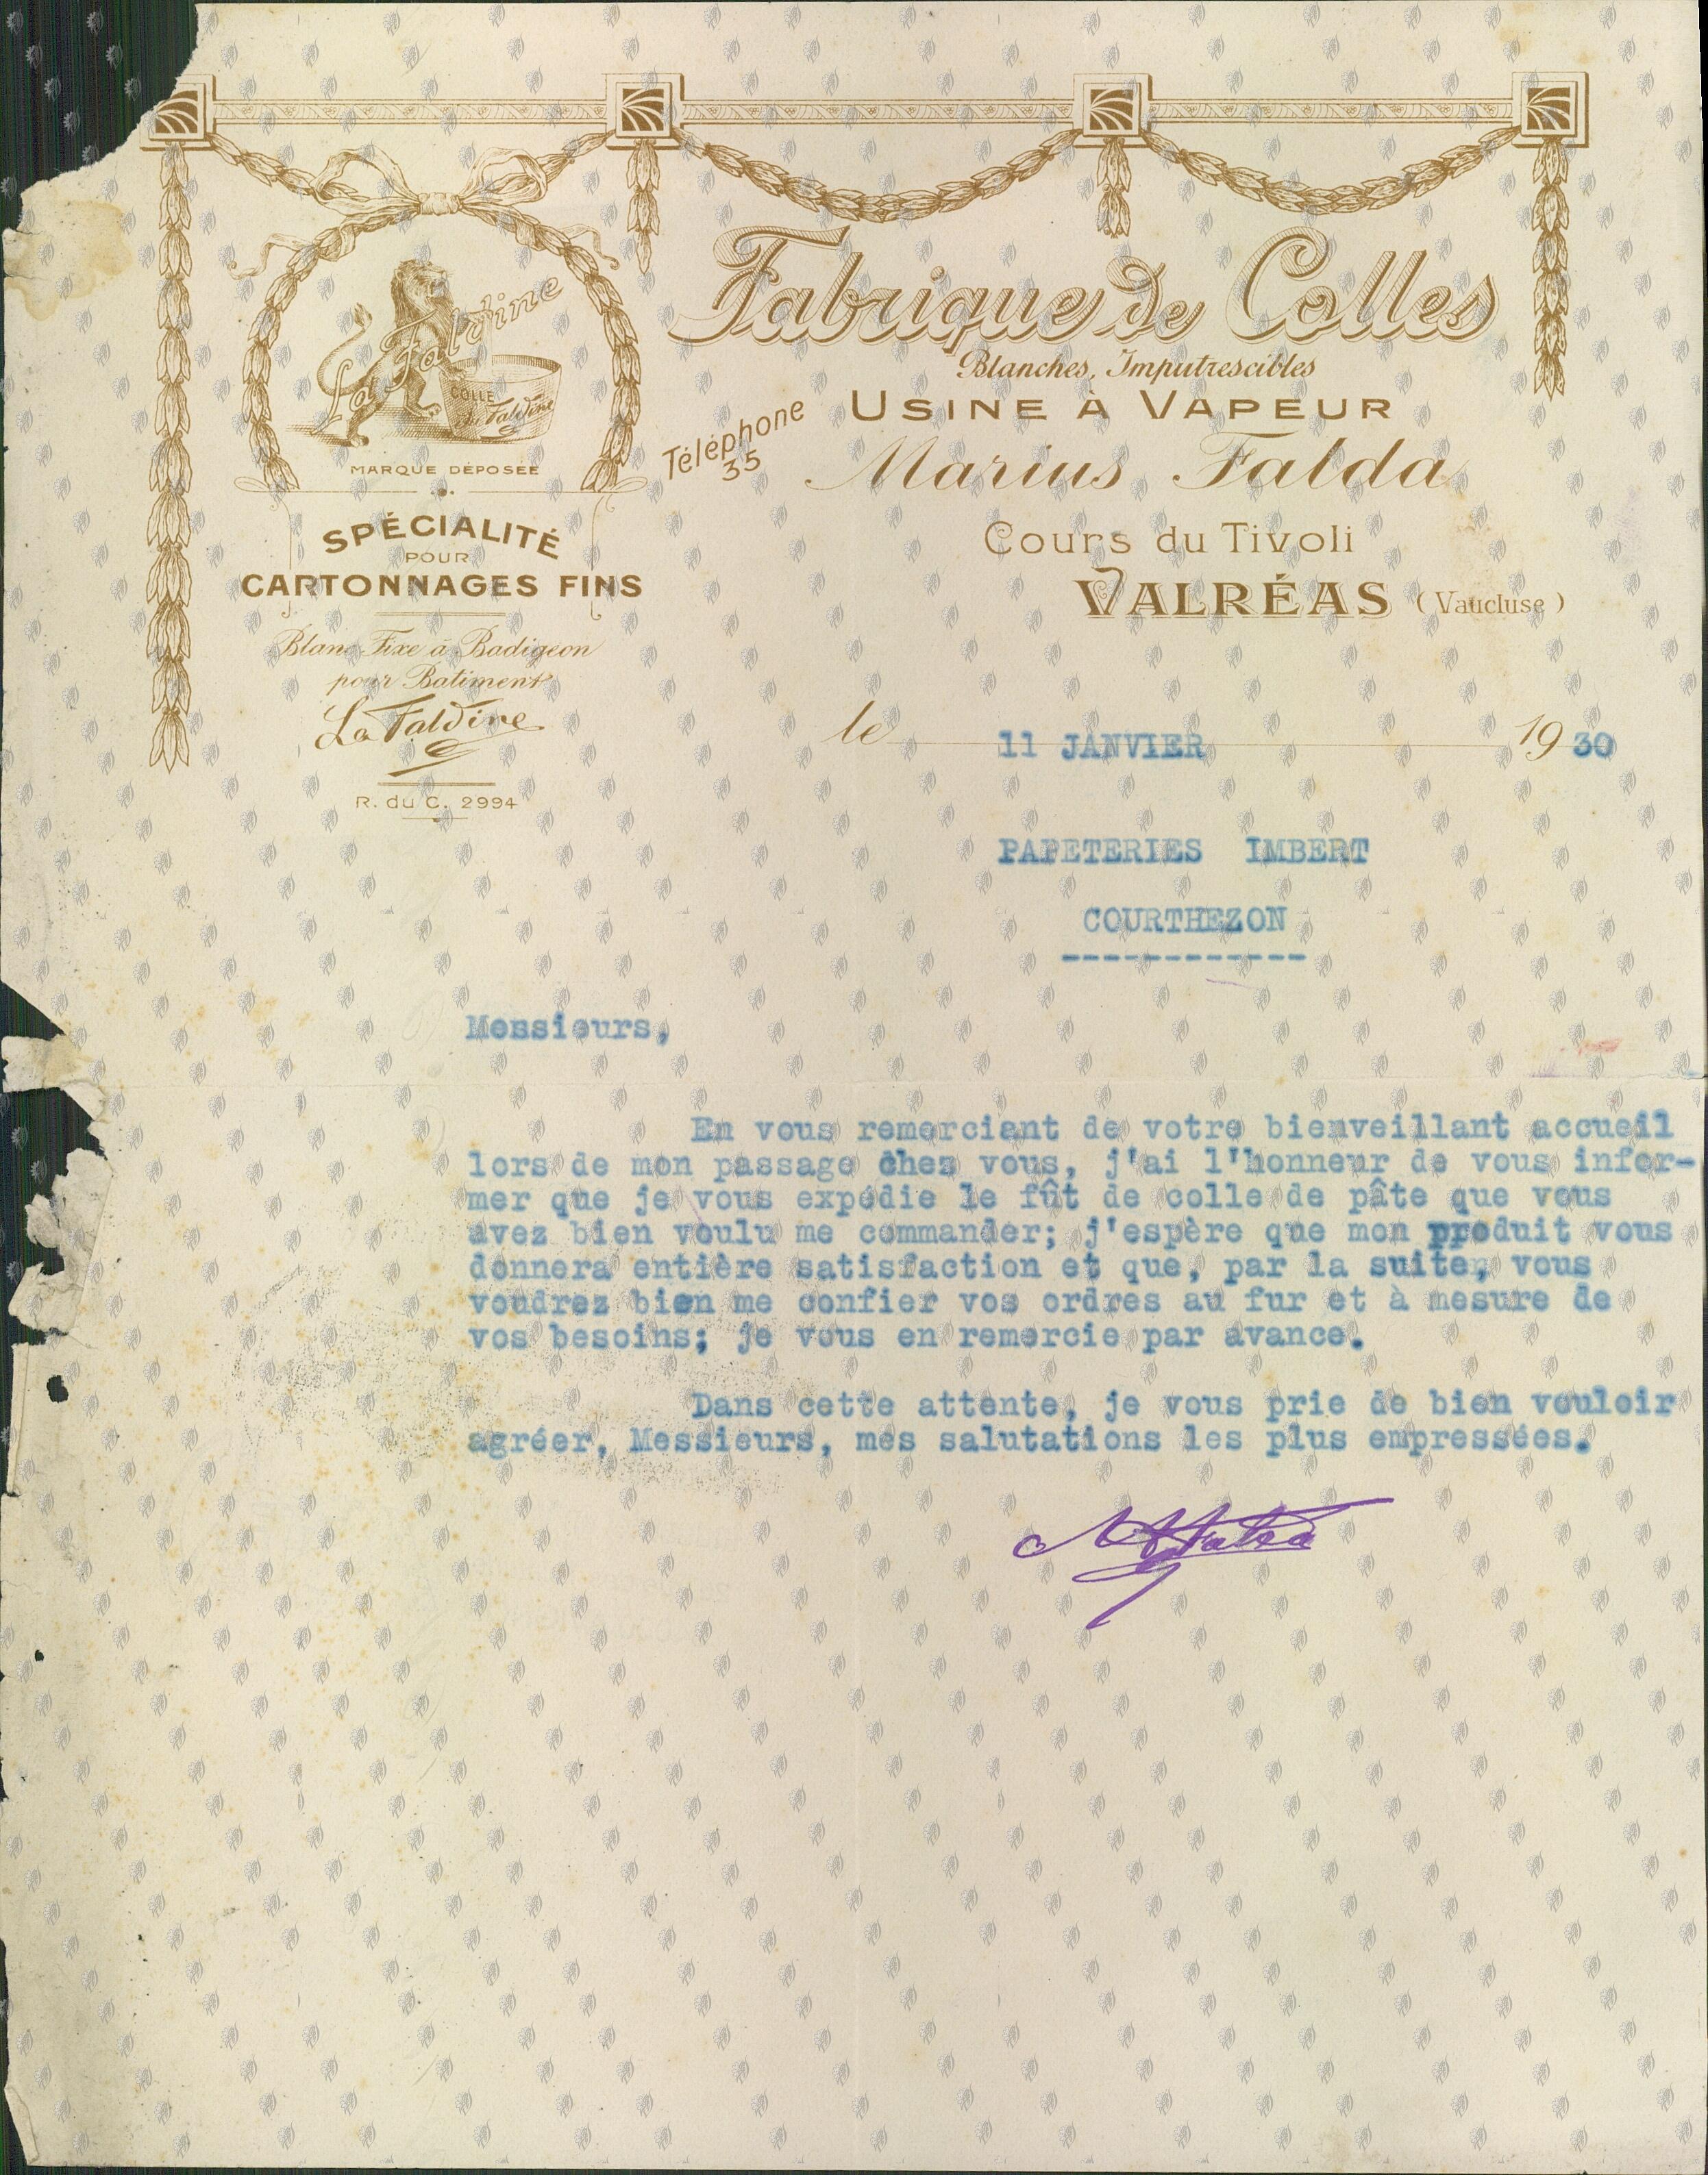 La Faldine
COLLE
La Faldine
MARQUE DÉPOSÉE
SPÉCIALITÉ
POUR
CARTONNAGES FINS
Blanc Fixe à Badigeon
pour Batiment
La Faldine
R. du C. 2994
Fabrique de Colles
Blanches, Imputrescibles
USINE À VAPEUR
Téléphone
35
Marius Falda
Cours du Tivoli
VALRÉAS (Vaucluse)
le 11 JANVIER 1930
PAPETERIES IMBERT
COURTHEZON
------------
Messieurs,
En vous remerciant de votre bienveillant accueil
lors de mon passage chez vous, j'ai l'honneur de vous infor-
mer que je vous expédie le fût de colle de pâte que vous
avez bien voulu me commander; j'espère que mon produit vous
donnera entière satisfaction et que, par la suite, vous
voudrez bien me confier vos ordres au fur et à mesure de
vos besoins; je vous en remercie par avance.
Dans cette attente, je vous prie de bien vouloir
agréer, Messieurs, mes salutations les plus empressées.